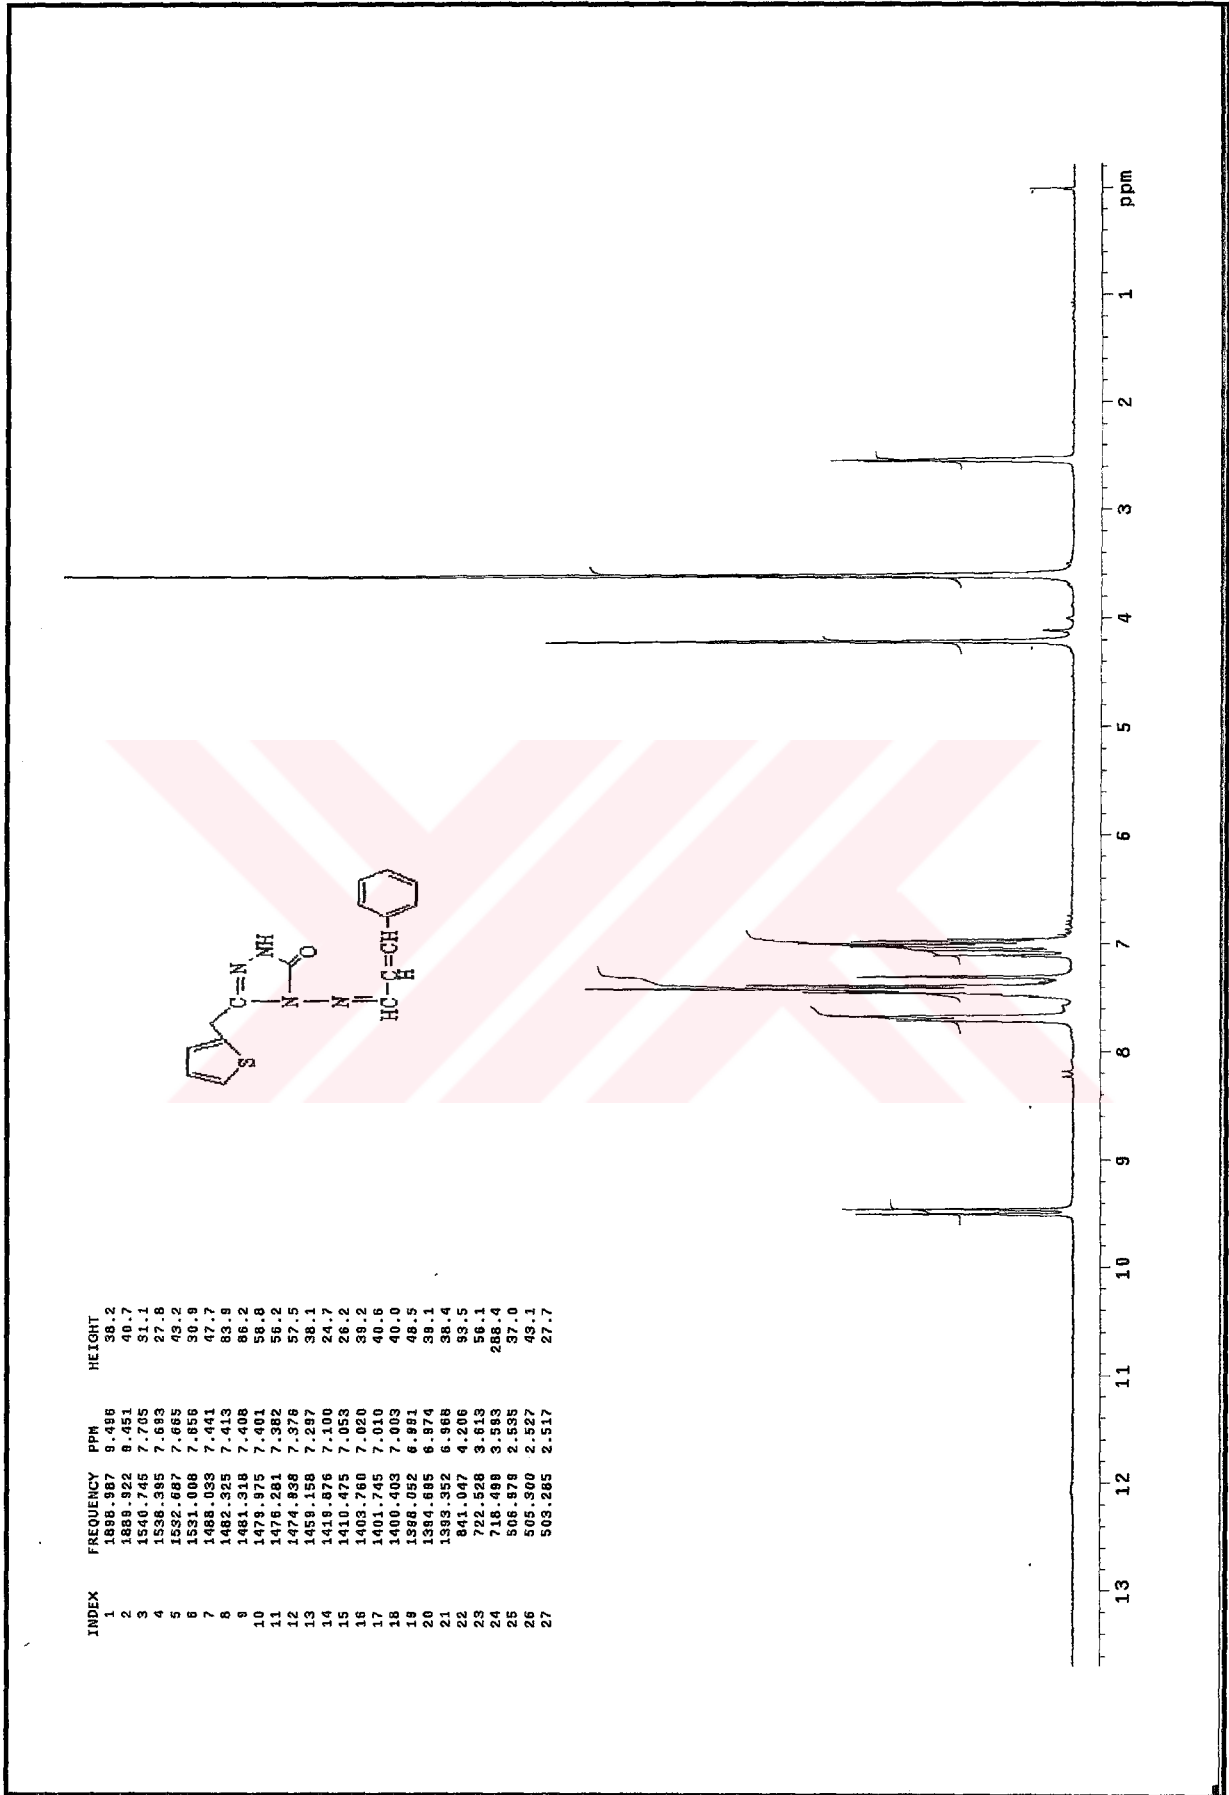 INDEX FREQUENCY PPM HEIGHT
1 1898.987 9.496 38.2
2 1889.922 9.451 40.7
3 1540.745 7.705 31.1
4 1538.395 7.693 27.8
5 1532.687 7.665 43.2
6 1531.008 7.656 30.9
7 1488.033 7.441 47.7
8 1482.325 7.413 83.9
9 1481.318 7.408 86.2
10 1479.975 7.401 58.8
11 1476.281 7.382 56.2
12 1474.938 7.376 57.5
13 1459.158 7.297 38.1
14 1419.876 7.100 24.7
15 1410.475 7.053 26.2
16 1403.760 7.020 39.2
17 1401.745 7.010 40.6
18 1400.403 7.003 40.0
19 1398.052 6.991 48.5
20 1394.695 6.974 39.1
21 1393.352 6.968 38.4
22 841.047 4.206 93.5
23 722.528 3.613 56.1
24 718.499 3.593 288.4
25 506.979 2.535 37.0
26 505.300 2.527 43.1
27 503.285 2.517 27.7
S
C=N
NH
N
O
N
HC-C=CH
H
13 12 11 10 9 8 7 6 5 4 3 2 1 ppm